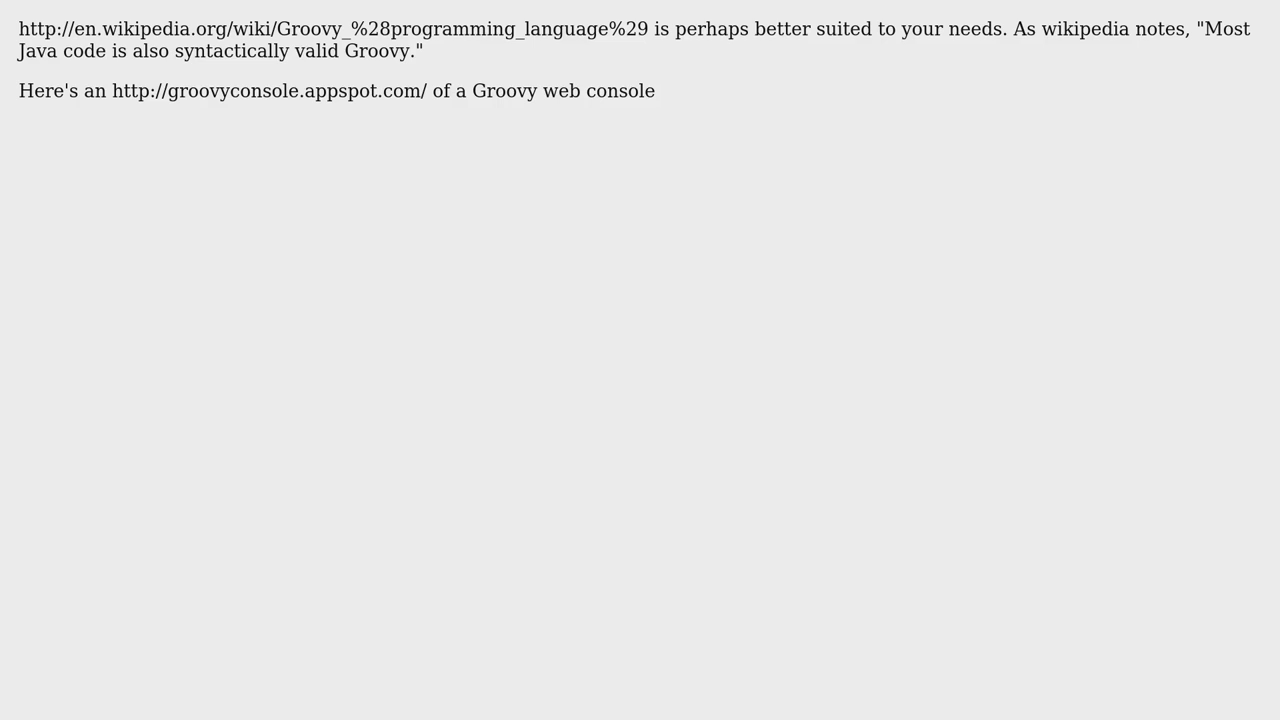 http://en.wikipedia.org/wiki/Groovy_%28programming_language%29 is perhaps better suited to your needs. As wikipedia notes, "Most
Java code is also syntactically valid Groovy."
Here's an http://groovyconsole.appspot.com/ of a Groovy web console